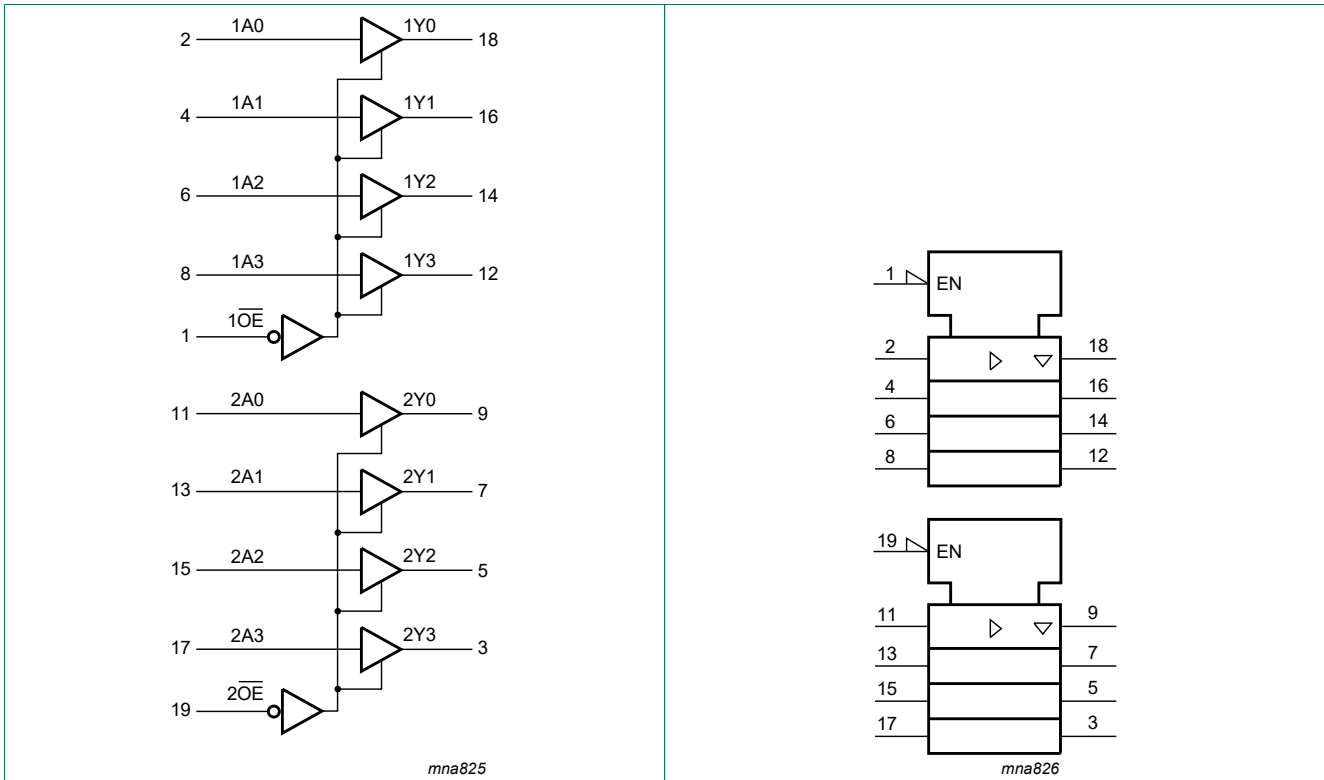 2 1A0 1Y0 18
4 1A1 1Y1 16
6 1A2 1Y2 14
8 1A3 1Y3 12
1 1O̅E̅
11 2A0 2Y0 9
13 2A1 2Y1 7
15 2A2 2Y2 5
17 2A3 2Y3 3
19 2O̅E̅
mna825
1 EN
2 18
4 16
6 14
8 12
19 EN
11 9
13 7
15 5
17 3
mna826